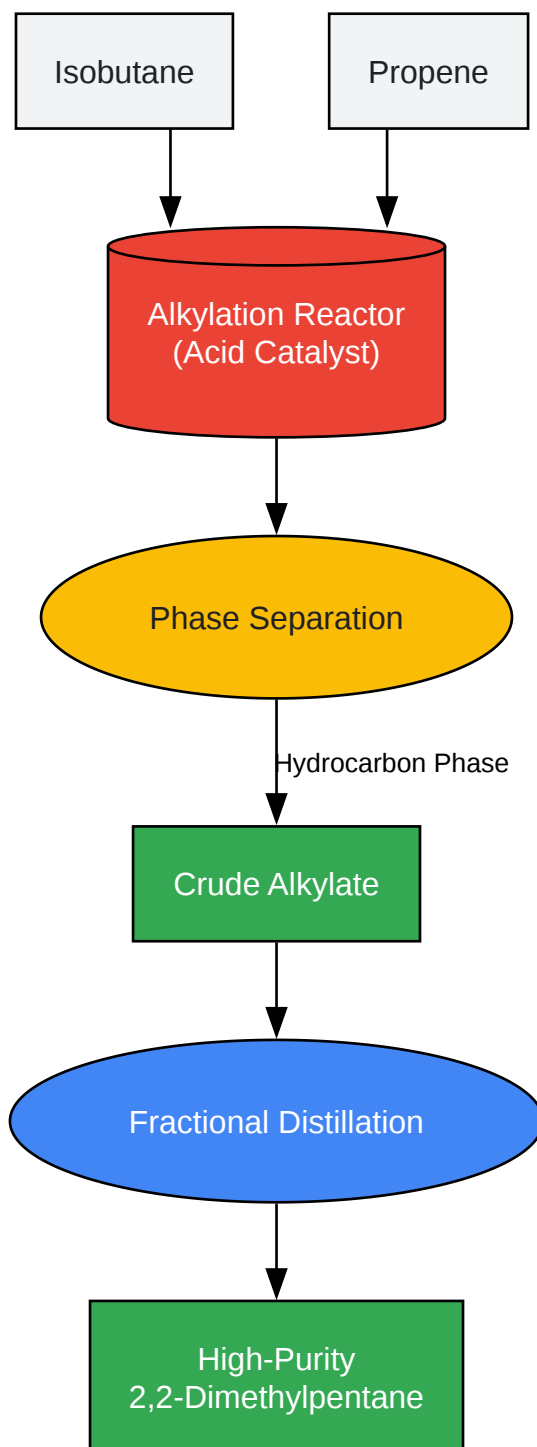 Isobutane
Propene
Alkylation Reactor
(Acid Catalyst)
Phase Separation
Hydrocarbon Phase
Crude Alkylate
Fractional Distillation
High-Purity
2,2-Dimethylpentane